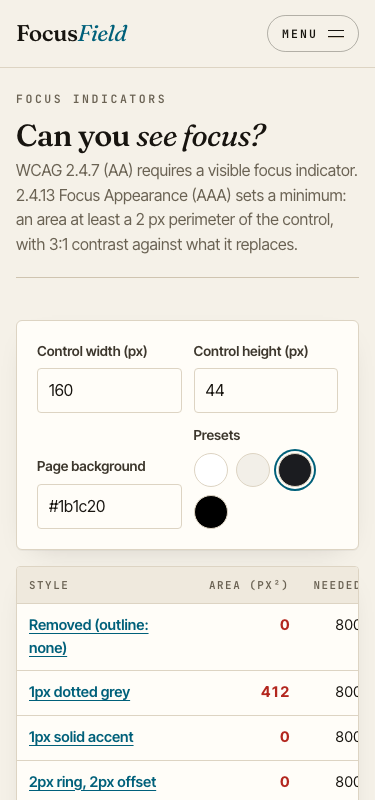 FocusField
MENU
FOCUS INDICATORS
Can you see focus?
WCAG 2.4.7 (AA) requires a visible focus indicator.
2.4.13 Focus Appearance (AAA) sets a minimum:
an area at least a 2 px perimeter of the control,
with 3:1 contrast against what it replaces.
Control width (px)
Control height (px)
160
44
Presets
Page background
#1b1c20
STYLE AREA (PX²) NEEDED
Removed (outline:
none)
0
800
1px dotted grey 412 800
1px solid accent 0 800
2px ring, 2px offset 0 800